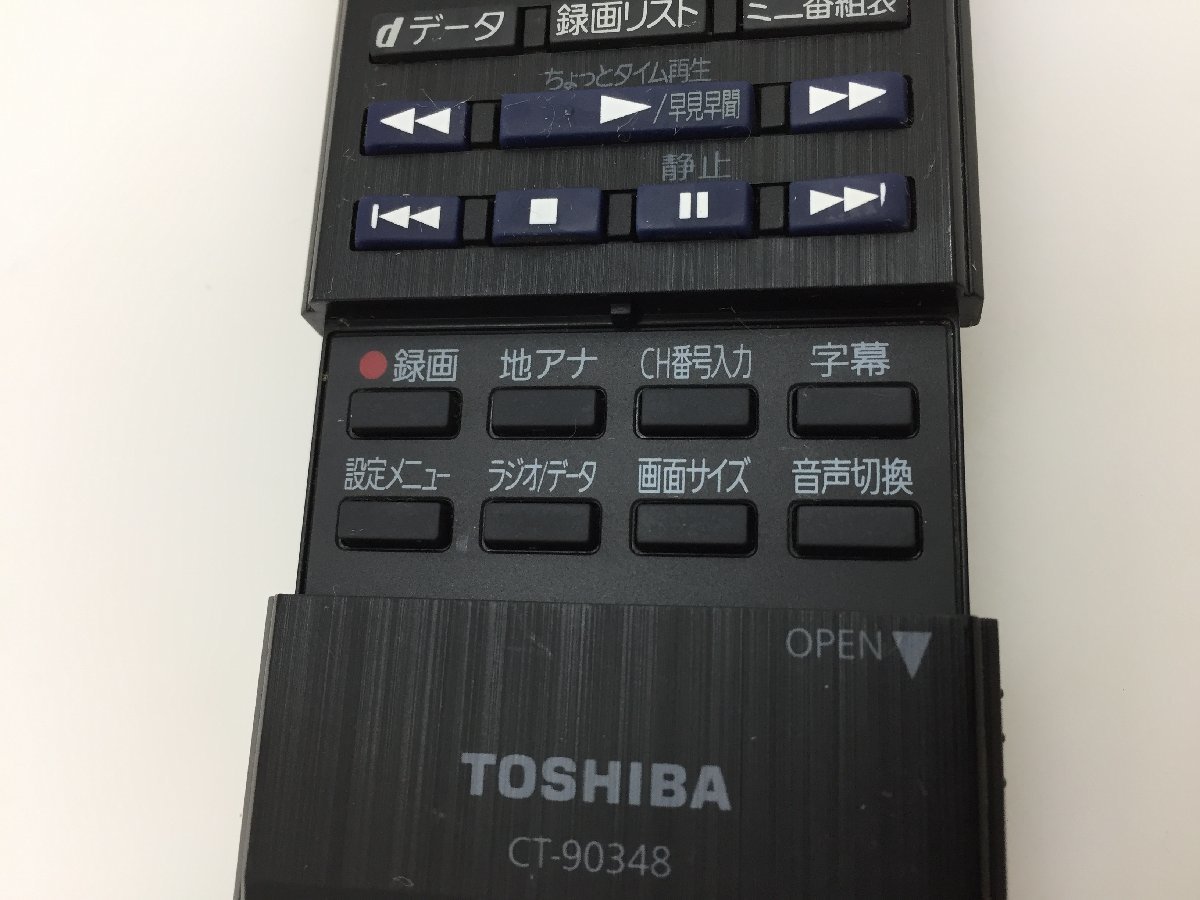 dデータ 録画リスト ミニ番組表
ちょっとタイム再生
/早見早聞
静止
録画 地アナ CH番号入力 字幕
設定メニュー ラジオ/データ 画面サイズ 音声切換
OPEN
TOSHIBA
CT-90348